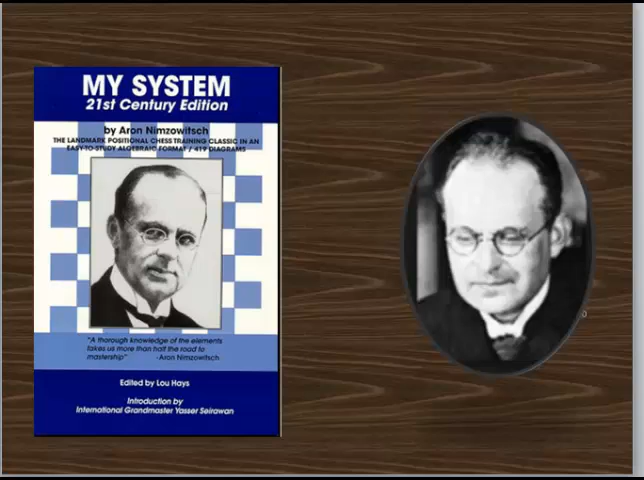 MY SYSTEM
21st Century Edition
by Aron Nimzowitsch
THE LANDMARK POSITIONAL CHESS TRAINING CLASSIC IN AN
EASY-TO-STUDY ALGEBRAIC FORMAT / 419 DIAGRAMS
"A thorough knowledge of the elements
takes us more than half the road to
mastership" -Aron Nimzowitsch
Edited by Lou Hays
Introduction by
International Grandmaster Yasser Seirawan